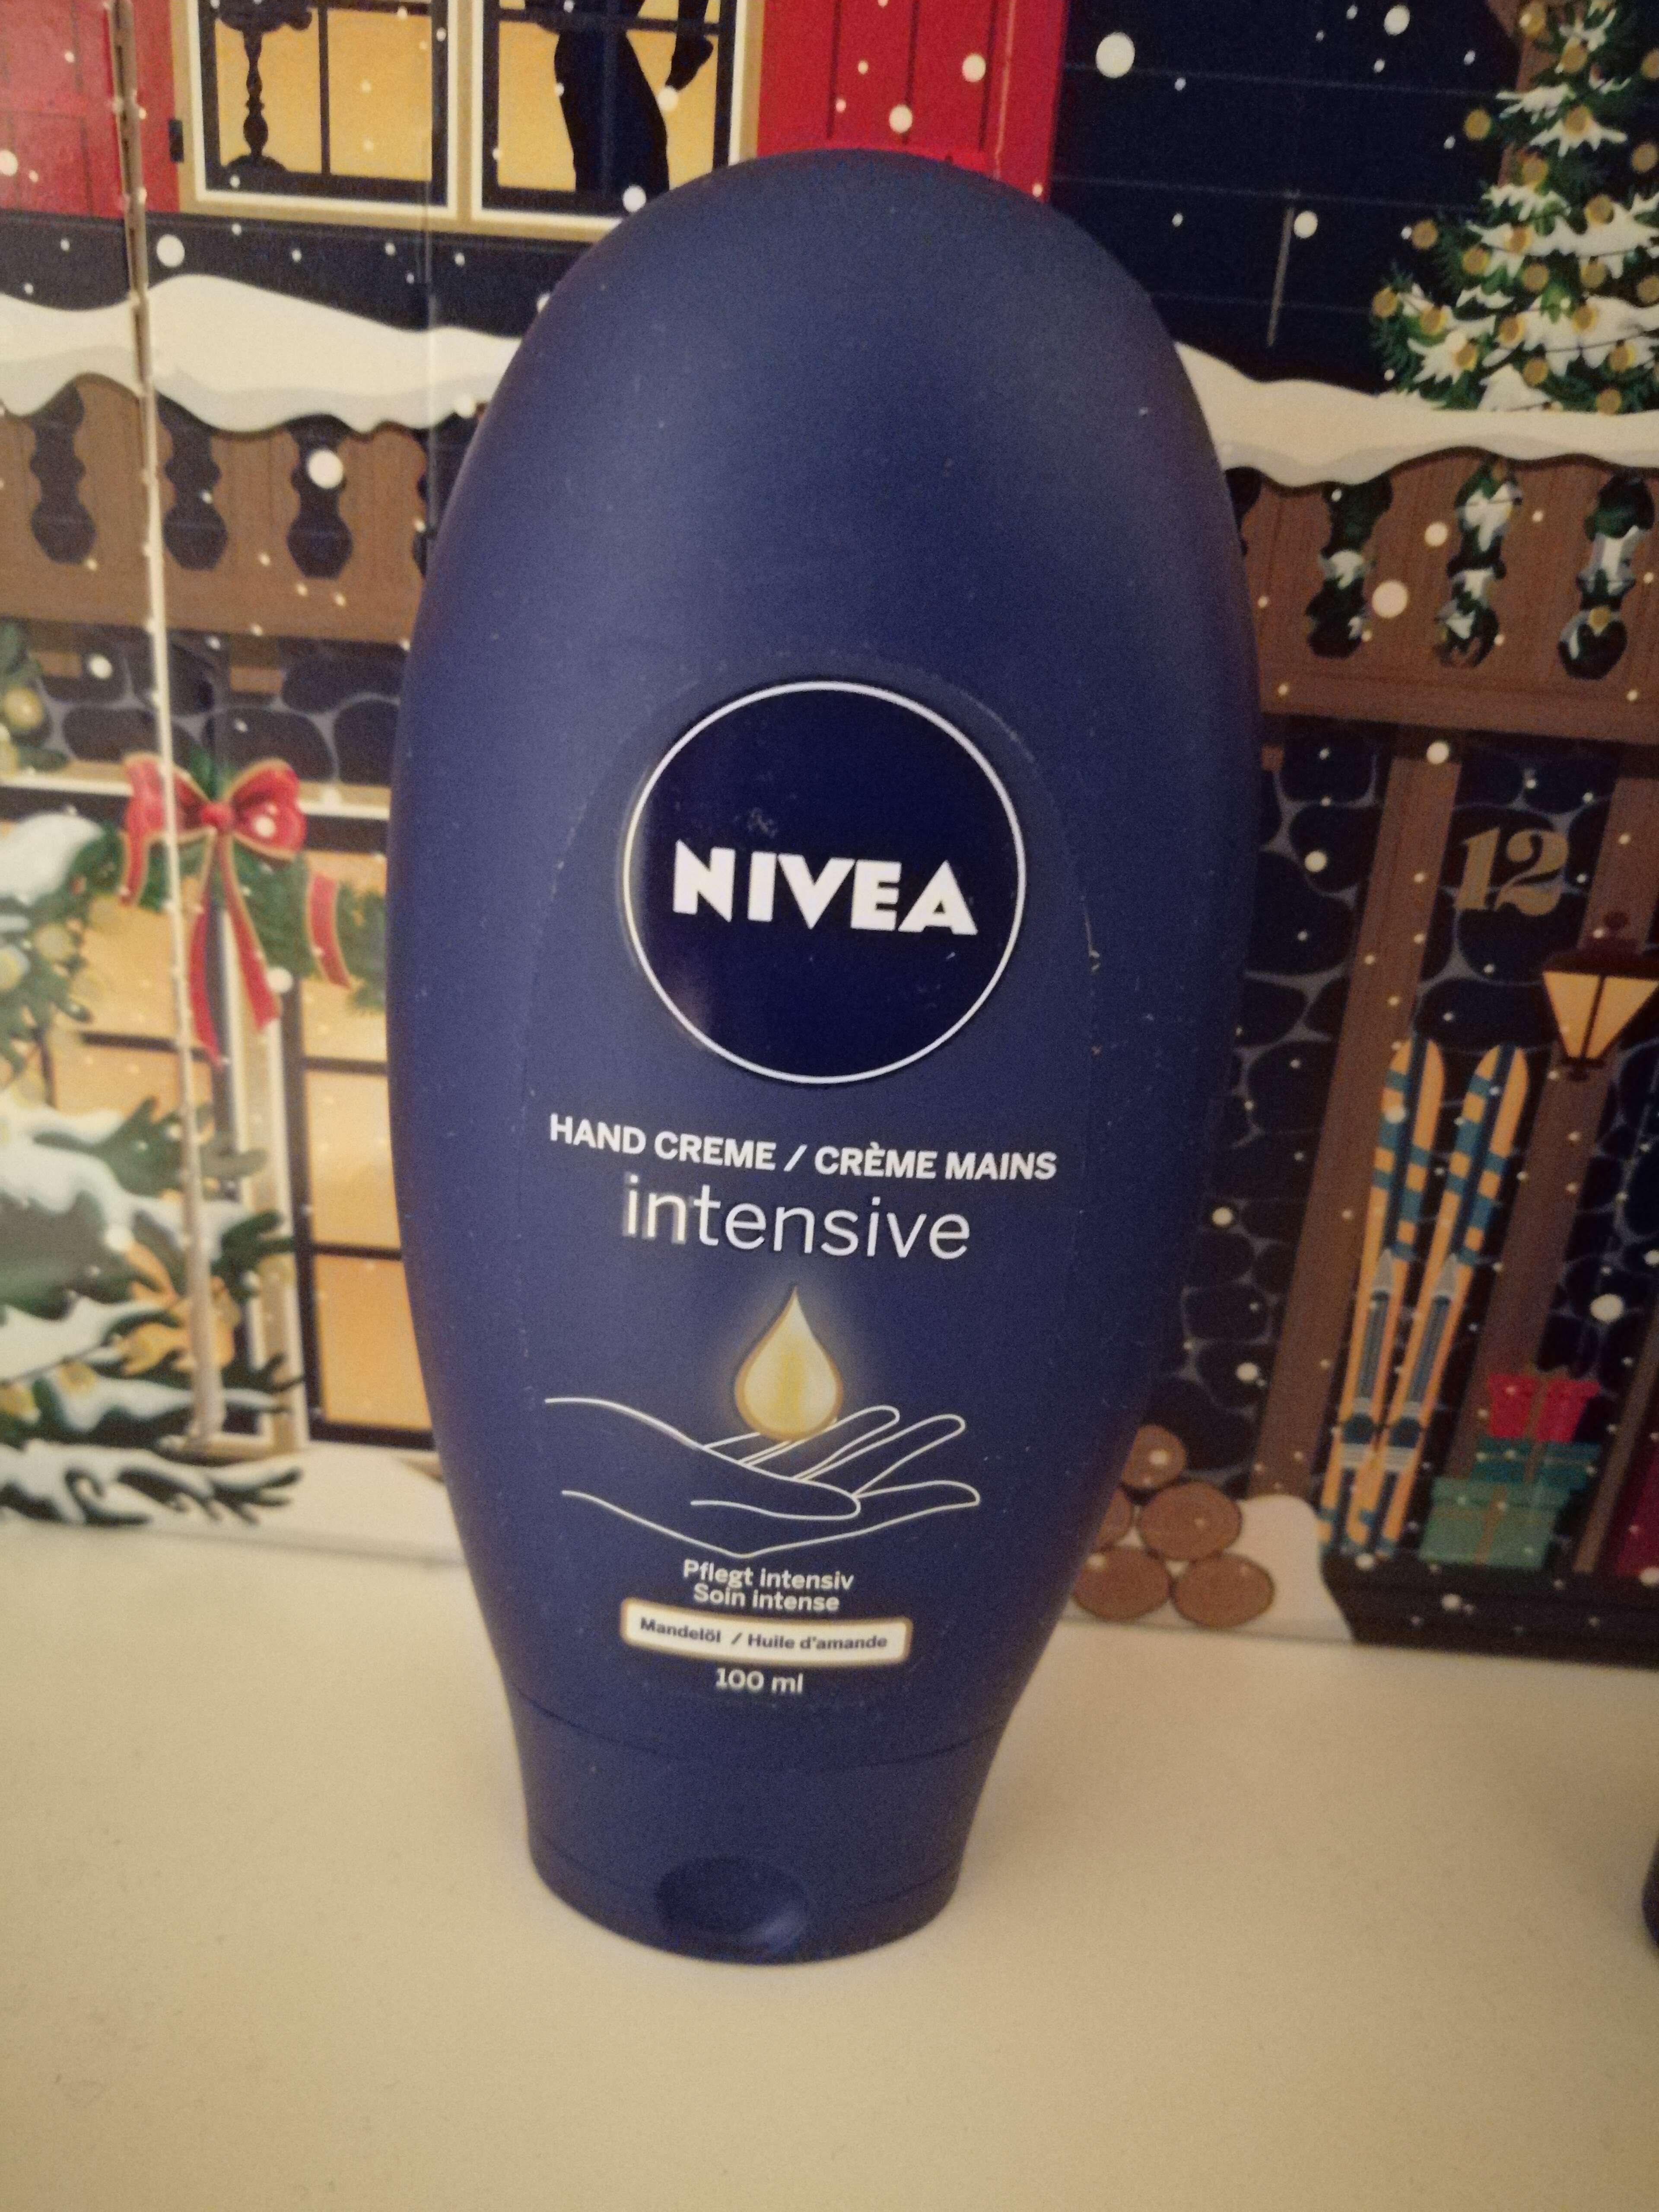 12
NIVEA
HAND CREME / CRÈME MAINS
intensive
Pflegt intensiv
Soin intense
Mandelöl / Huile d'amande
100 ml